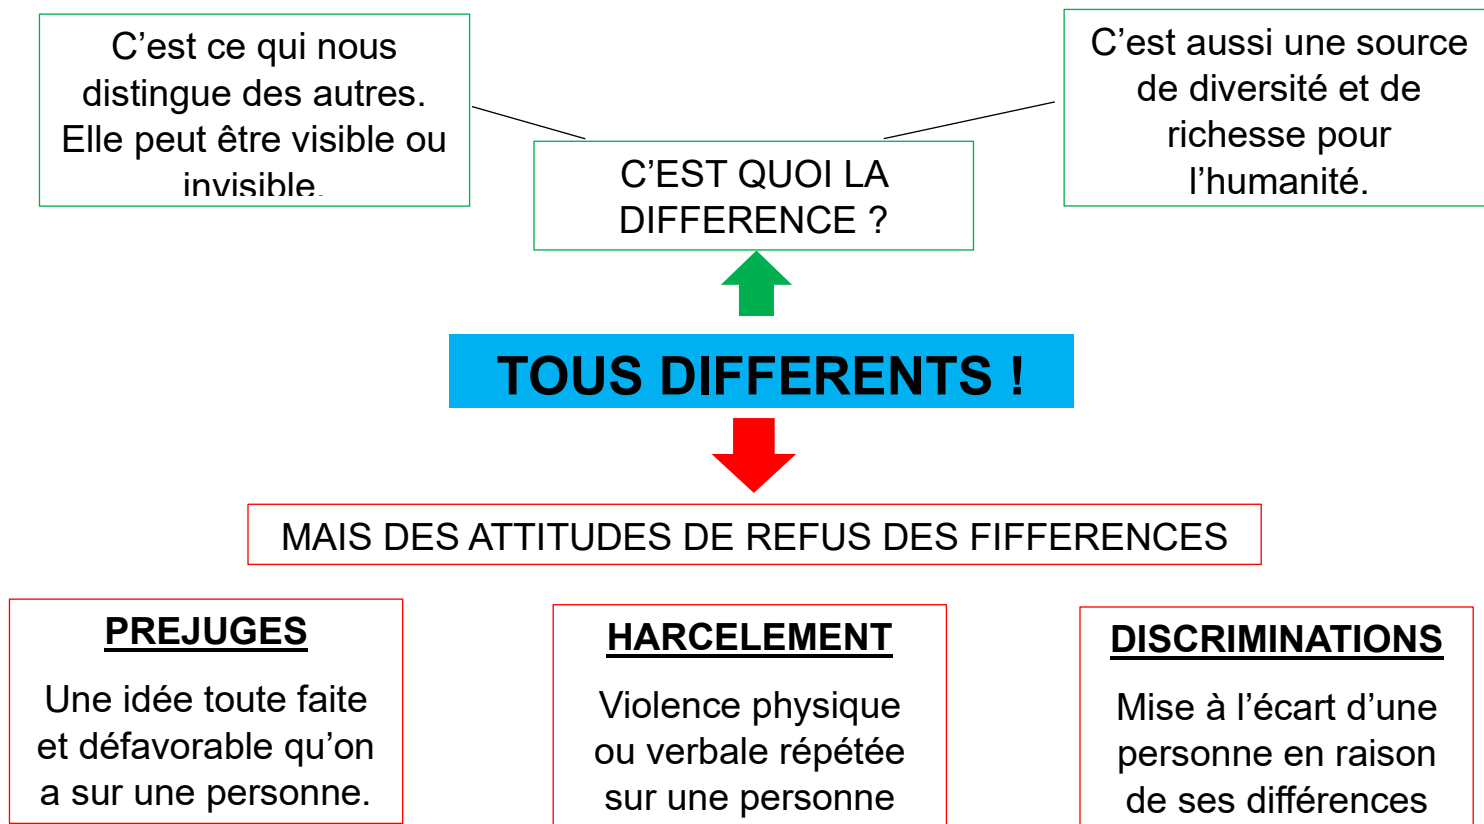 C’est ce qui nous
distingue des autres.
Elle peut être visible ou
invisible.
C’est aussi une source
de diversité et de
richesse pour
l’humanité.
C’EST QUOI LA
DIFFERENCE ?
TOUS DIFFERENTS !
MAIS DES ATTITUDES DE REFUS DES FIFFERENCES
PREJUGES
Une idée toute faite
et défavorable qu’on
a sur une personne.
HARCELEMENT
Violence physique
ou verbale répétée
sur une personne
DISCRIMINATIONS
Mise à l’écart d’une
personne en raison
de ses différences